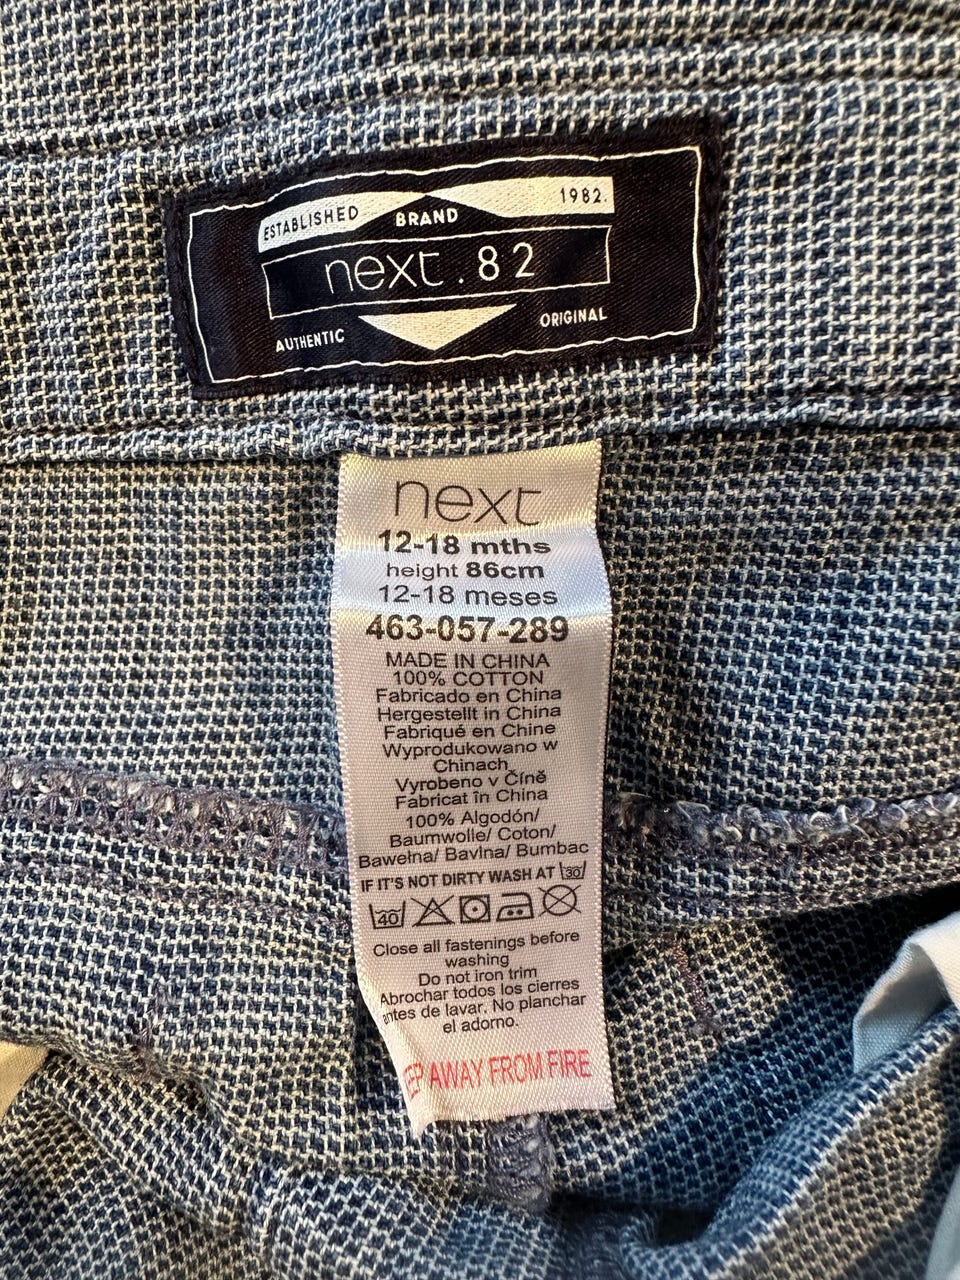 ESTABLISHED BRAND 1982.
next.82
AUTHENTIC ORIGINAL
next
12-18 mths
height 86cm
12-18 meses
463-057-289
MADE IN CHINA
100% COTTON
Fabricado en China
Hergestellt in China
Fabriqué en Chine
Wyprodukowano w
Chinach
Vyrobeno v Číně
Fabricat în China
100% Algodón/
Baumwolle/ Coton/
Bawełna/ Bavlna/ Bumbac
IF IT'S NOT DIRTY WASH AT 30
40
Close all fastenings before
washing
Do not iron trim
Abrochar todos los cierres
antes de lavar. No planchar
el adorno.
AWAY FROM FIRE